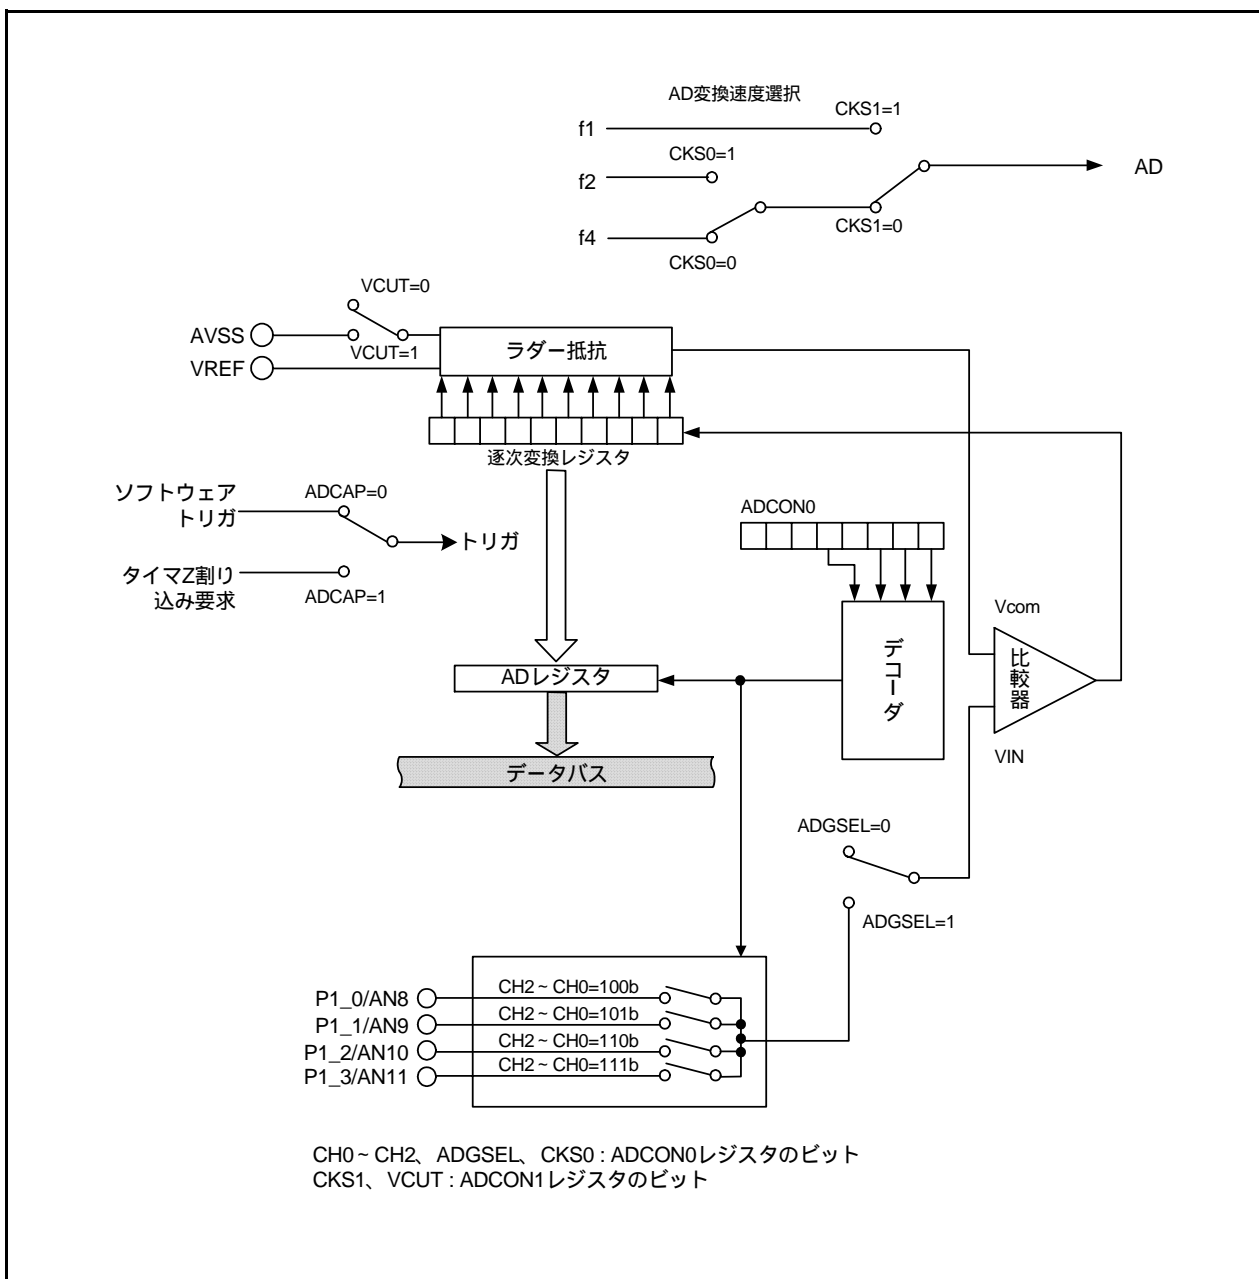 AD変換速度選択
CKS1=1
f1
CKS0=1
f2
AD
f4
CKS1=0
CKS0=0
VCUT=0
AVSS
VCUT=1
VREF
ラダー抵抗
逐次変換レジスタ
ソフトウェア
トリガ
ADCAP=0
トリガ
タイマZ割り
込み要求
ADCAP=1
ADCON0
デコーダ
Vcom
比較器
VIN
ADレジスタ
データバス
ADGSEL=0
ADGSEL=1
P1_0/AN8
CH2~CH0=100b
P1_1/AN9
CH2~CH0=101b
P1_2/AN10
CH2~CH0=110b
P1_3/AN11
CH2~CH0=111b
CH0~CH2、ADGSEL、CKS0 : ADCON0レジスタのビット
CKS1、VCUT : ADCON1レジスタのビット